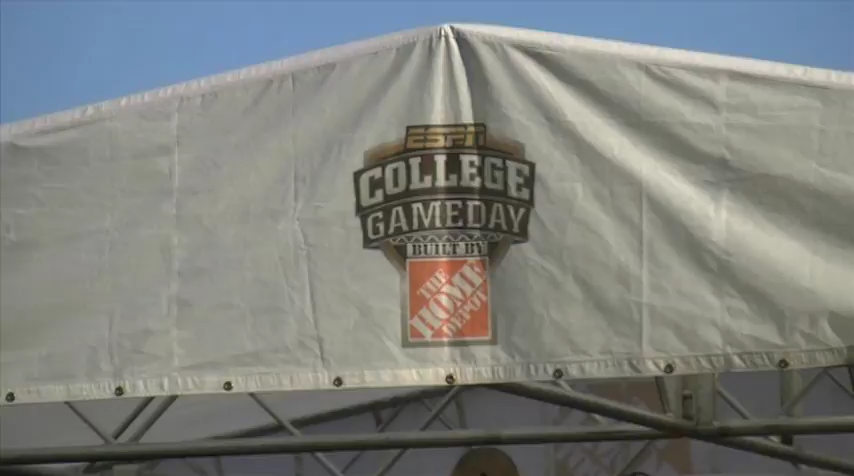 ESPN
COLLEGE
GAMEDAY
BUILT BY
THE
HOME
DEPOT